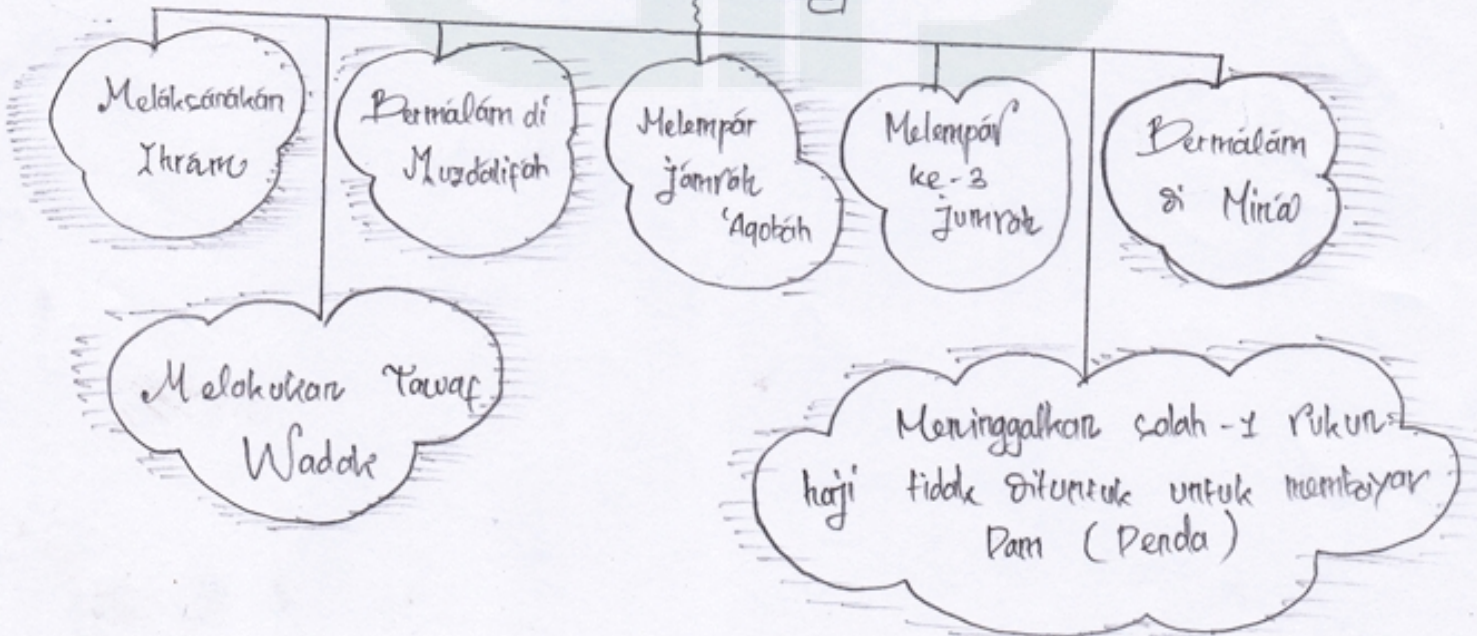 Melaksanakan
Ihram
Bermalam di
Muzdalifah
Melempar
jamrah
'Aqobah
Melempar
ke-3
jumrah
Bermalam
di Mina
Melakukan Tawaf
Wadak
Meninggalkan salah-1 rukun
haji tidak dituntuk untuk membayar
Dam (Denda)